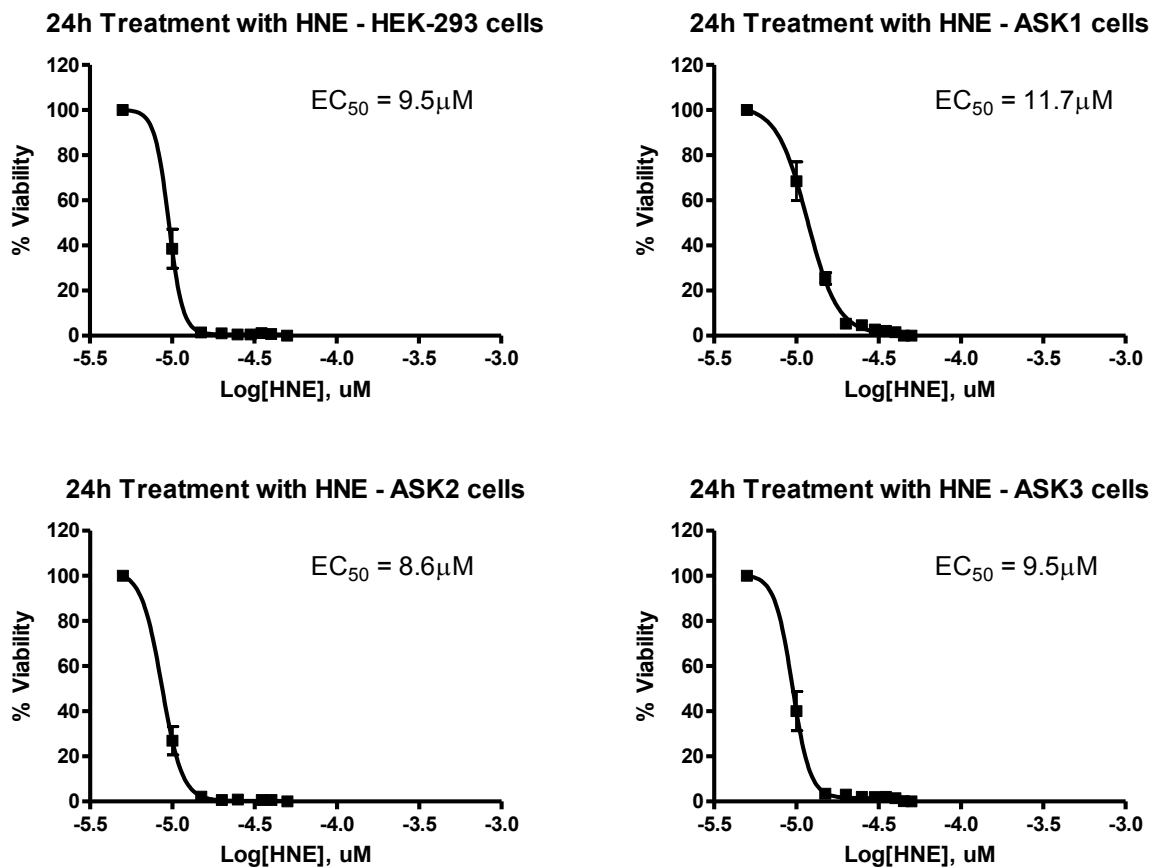 24h Treatment with HNE - HEK-293 cells
120
100
80
60
40
20
0
% Viability
EC₅₀ = 9.5μM
-5.5 -5.0 -4.5 -4.0 -3.5 -3.0
Log[HNE], uM
24h Treatment with HNE - ASK1 cells
120
100
80
60
40
20
0
% Viability
EC₅₀ = 11.7μM
-5.5 -5.0 -4.5 -4.0 -3.5 -3.0
Log[HNE], uM
24h Treatment with HNE - ASK2 cells
120
100
80
60
40
20
0
% Viability
EC₅₀ = 8.6μM
-5.5 -5.0 -4.5 -4.0 -3.5 -3.0
Log[HNE], uM
24h Treatment with HNE - ASK3 cells
120
100
80
60
40
20
0
% Viability
EC₅₀ = 9.5μM
-5.5 -5.0 -4.5 -4.0 -3.5 -3.0
Log[HNE], uM